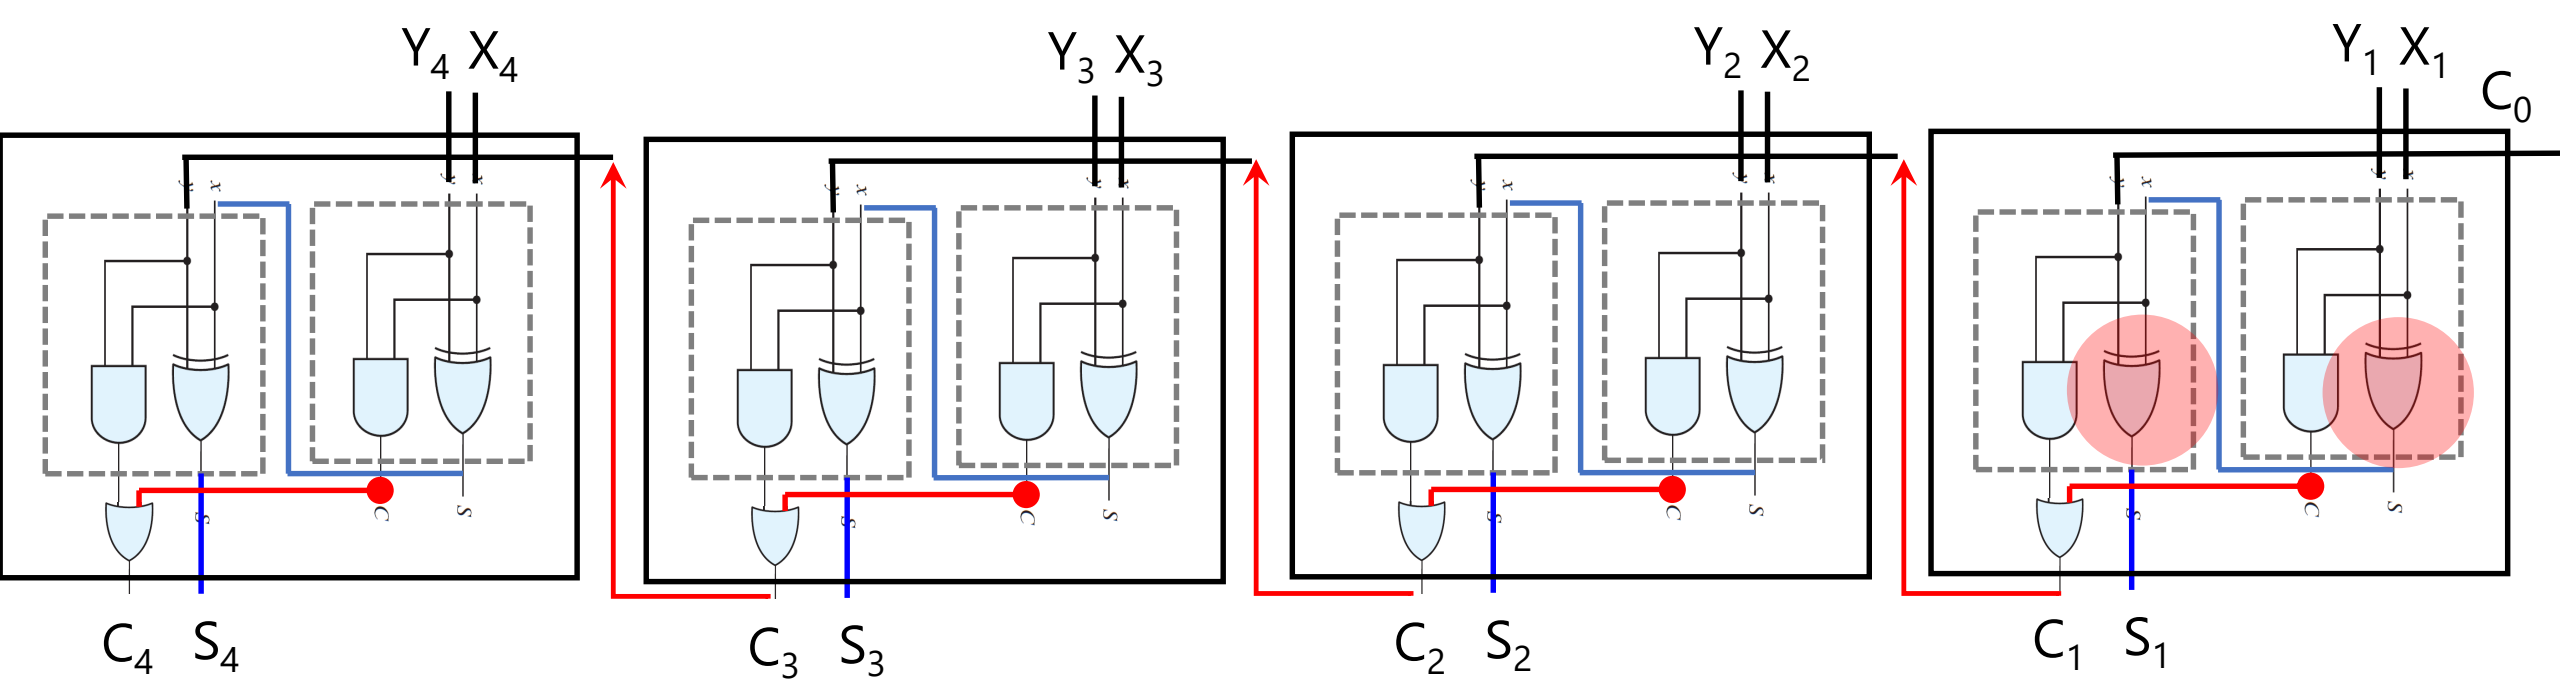 Y₄ X₄
Y₃ X₃
Y₂ X₂
Y₁ X₁
C₀
y x y x
y x y x
y x y x
y x y x
S C S
S C S
S C S
S C S
C₄ S₄
C₃ S₃
C₂ S₂
C₁ S₁